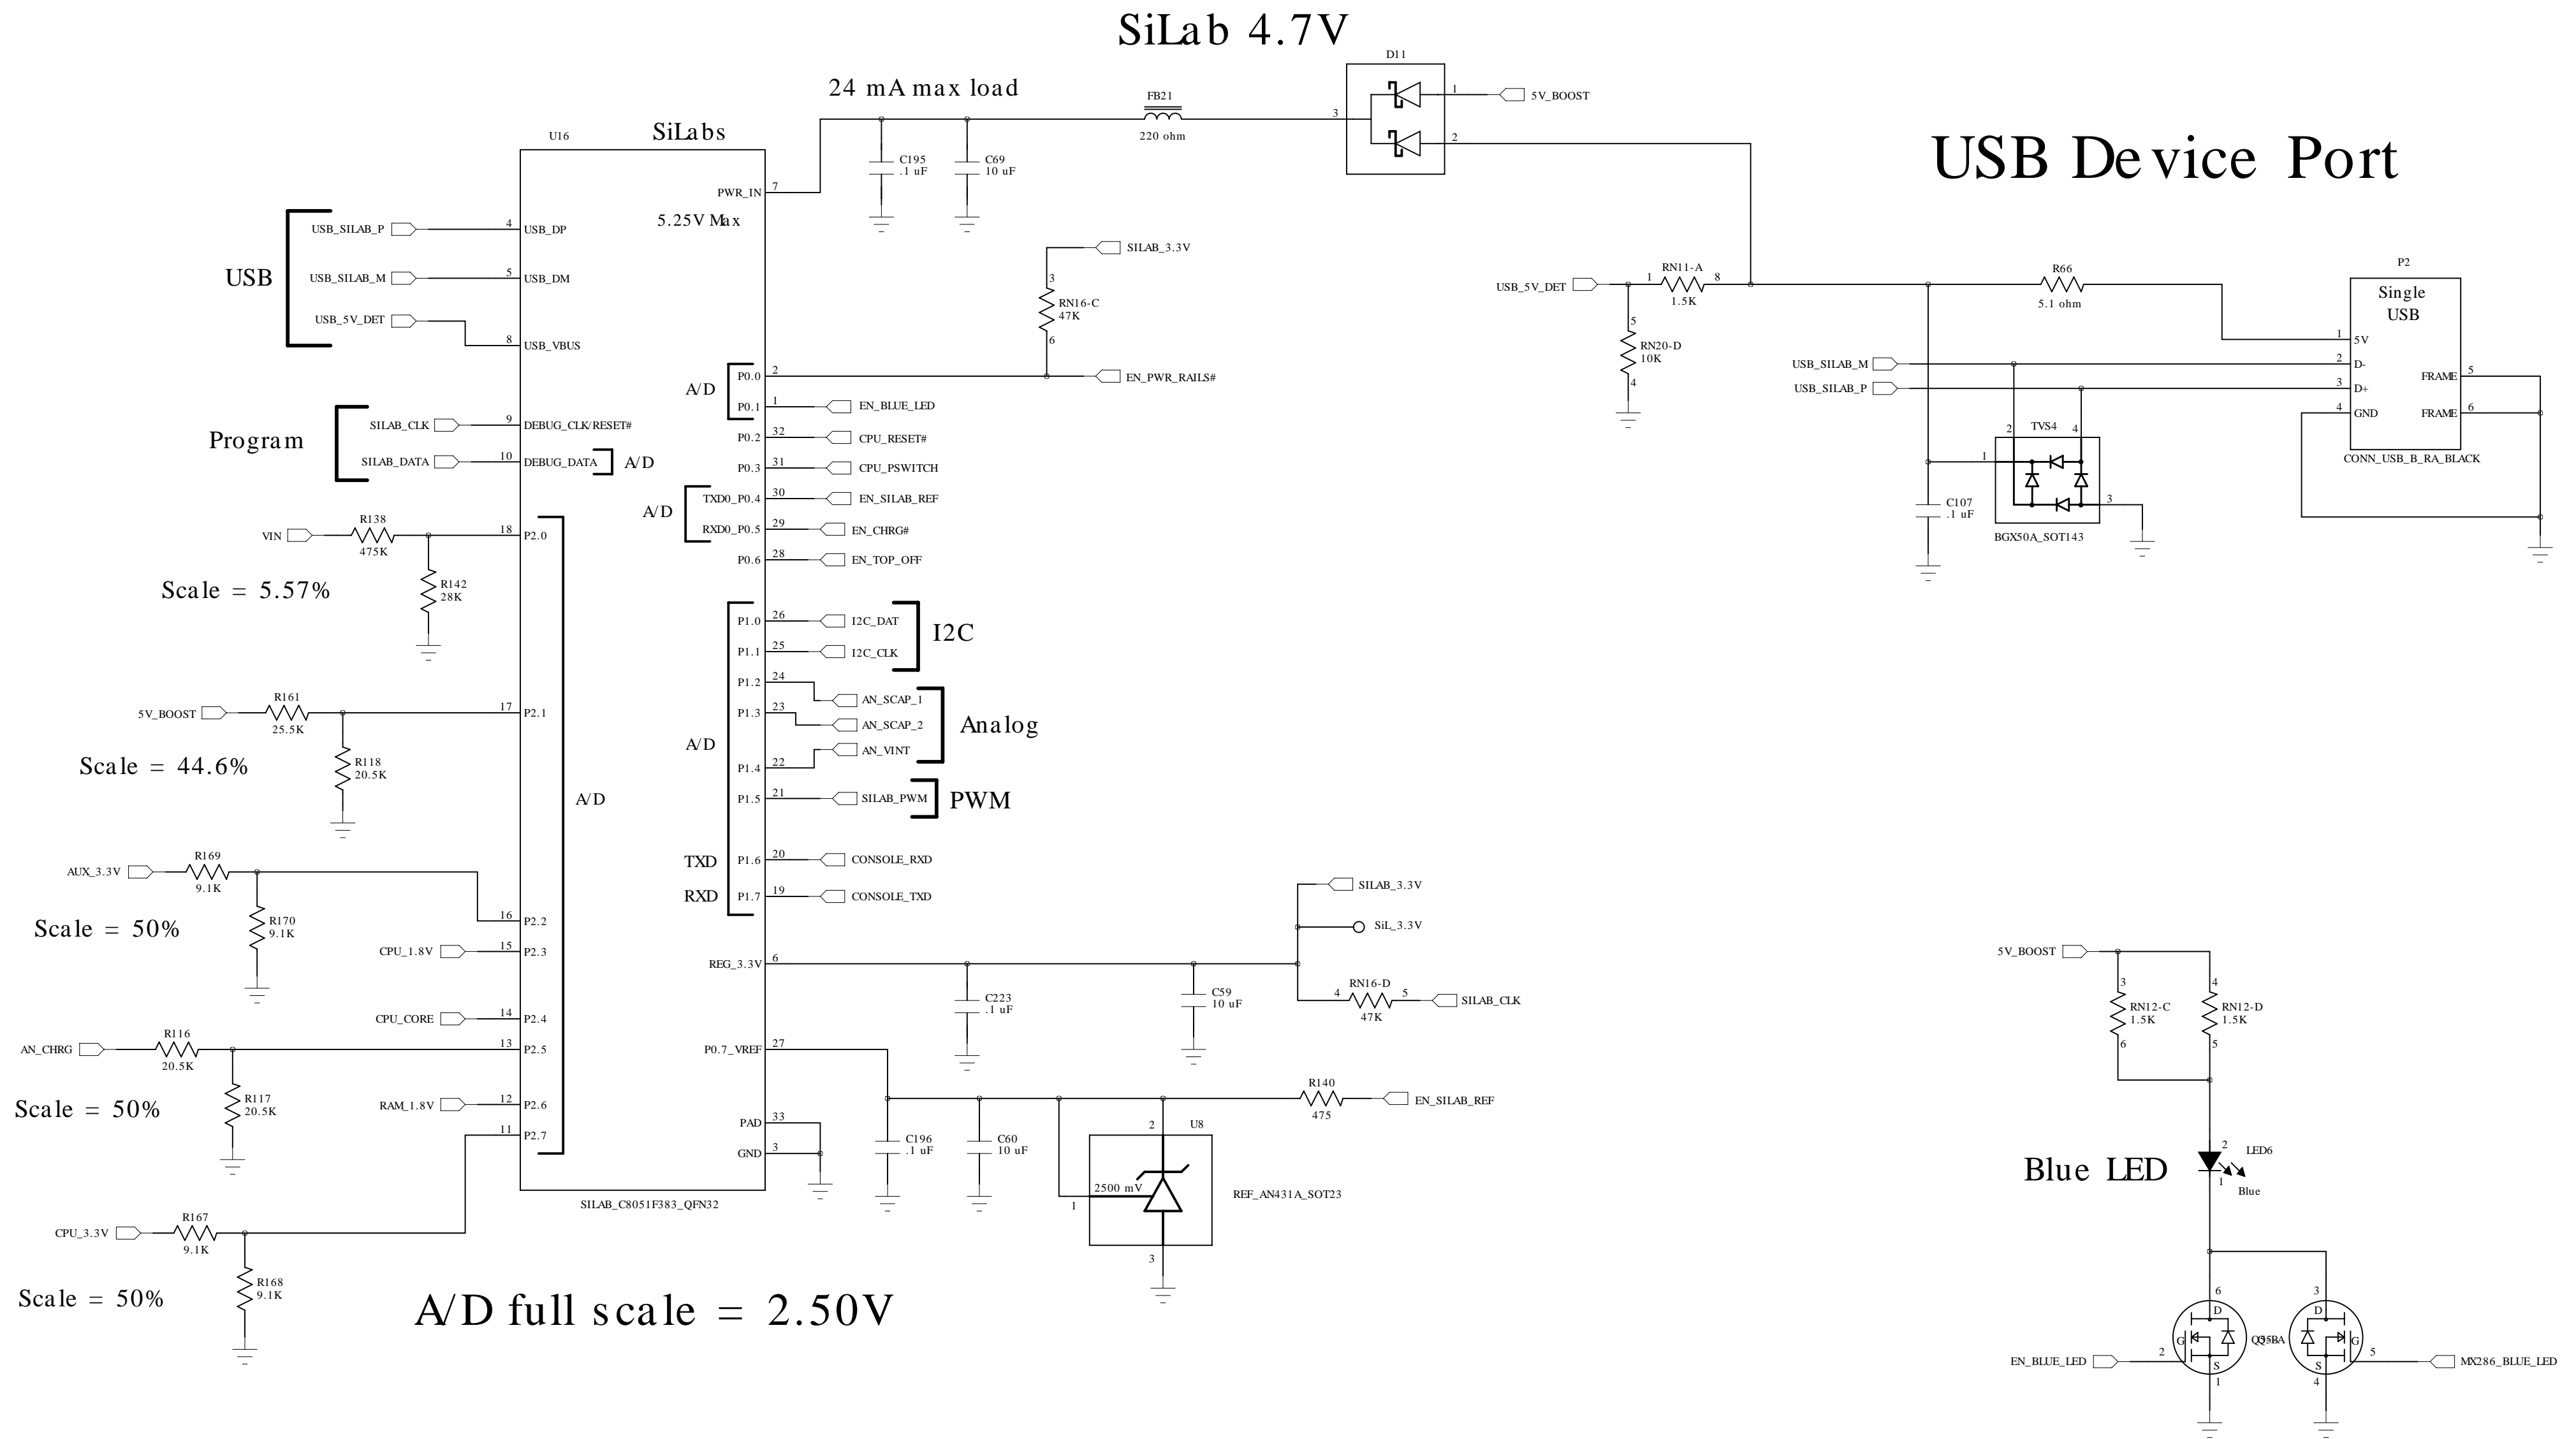 SiLab 4.7V
24 mA max load
FB21
220 ohm
D11
1
2
3
5V_BOOST
USB Device Port
U16
SiLabs
PWR_IN
7
5.25V Max
C195
.1 uF
C69
10 uF
USB
USB_SILAB_P
4
USB_DP
USB_SILAB_M
5
USB_DM
USB_5V_DET
8
USB_VBUS
SILAB_3.3V
3
RN16-C
47K
6
A/D
P0.0
2
EN_PWR_RAILS#
P0.1
1
EN_BLUE_LED
P0.2
32
CPU_RESET#
P0.3
31
CPU_PSWITCH
A/D
TXD0_P0.4
30
EN_SILAB_REF
RXD0_P0.5
29
EN_CHRG#
P0.6
28
EN_TOP_OFF
Program
SILAB_CLK
9
DEBUG_CLK/RESET#
SILAB_DATA
10
DEBUG_DATA
A/D
VIN
R138
475K
18
P2.0
R142
28K
Scale = 5.57%
P1.0
26
I2C_DAT
P1.1
25
I2C_CLK
I2C
P1.2
24
AN_SCAP_1
P1.3
23
AN_SCAP_2
AN_VINT
P1.4
22
Analog
A/D
P1.5
21
SILAB_PWM
PWM
TXD
P1.6
20
CONSOLE_RXD
RXD
P1.7
19
CONSOLE_TXD
5V_BOOST
R161
25.5K
17
P2.1
R118
20.5K
Scale = 44.6%
A/D
AUX_3.3V
R169
9.1K
16
P2.2
R170
9.1K
Scale = 50%
CPU_1.8V
15
P2.3
CPU_CORE
14
P2.4
AN_CHRG
R116
20.5K
13
P2.5
R117
20.5K
Scale = 50%
RAM_1.8V
12
P2.6
11
P2.7
CPU_3.3V
R167
9.1K
R168
9.1K
Scale = 50%
SILAB_3.3V
SiL_3.3V
REG_3.3V
6
C223
.1 uF
C59
10 uF
4
RN16-D
5
47K
SILAB_CLK
P0.7_VREF
27
R140
475
EN_SILAB_REF
PAD
33
GND
3
C196
.1 uF
C60
10 uF
2
U8
2500 mV
1
3
REF_AN431A_SOT23
SILAB_C8051F383_QFN32
A/D full scale = 2.50V
USB_5V_DET
1
RN11-A
8
1.5K
5
RN20-D
10K
4
R66
5.1 ohm
P2
Single
USB
1
5V
USB_SILAB_M
2
D-
USB_SILAB_P
3
D+
4
GND
FRAME
5
FRAME
6
CONN_USB_B_RA_BLACK
2
TVS4
4
1
3
BGX50A_SOT143
C107
.1 uF
5V_BOOST
3
RN12-C
1.5K
6
4
RN12-D
1.5K
5
Blue LED
2
LED6
1
Blue
6
D
G
S
2
1
EN_BLUE_LED
3
D
G
S
5
4
MX286_BLUE_LED